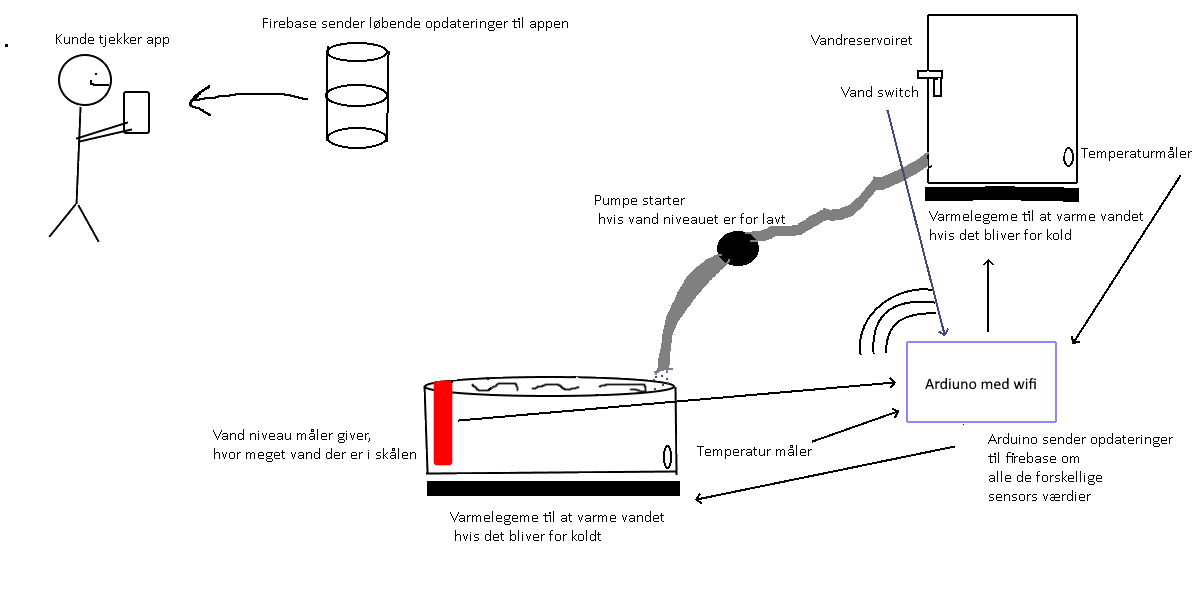 Firebase sender løbende opdateringer til appen
Kunde tjekker app
Vandreservoiret
Vand switch
Temperaturmåler
Pumpe starter
hvis vand niveauet er for lavt
Varmelegeme til at varme vandet
hvis det bliver for kold
Ardiuno med wifi
Vand niveau måler giver,
hvor meget vand der er i skålen
Temperatur måler
Arduino sender opdateringer
til firebase om
alle de forskellige
sensors værdier
Varmelegeme til at varme vandet
hvis det bliver for koldt